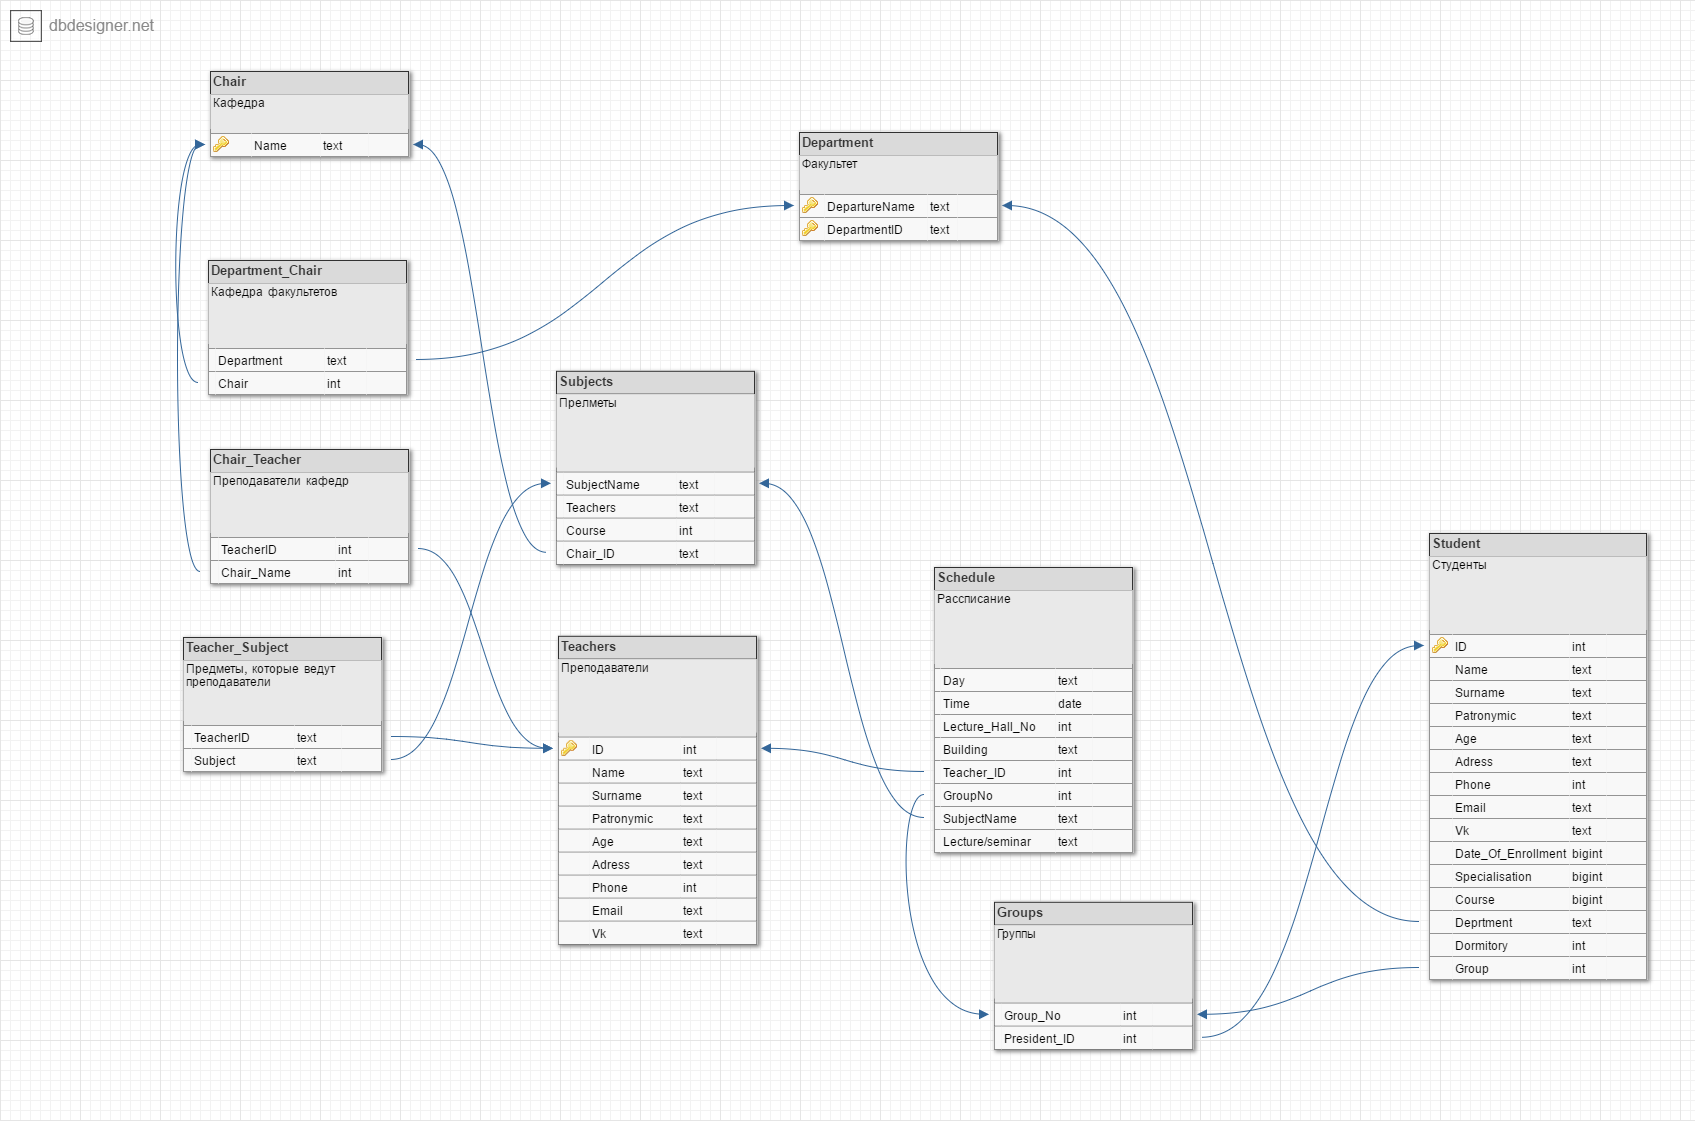 dbdesigner.net
Chair
Кафедра
Name text
Department
Факультет
DepartureName text
DepartmentID text
Department_Chair
Кафедра факультетов
Department text
Chair int
Subjects
Прелметы
SubjectName text
Teachers text
Course int
Chair_ID text
Chair_Teacher
Преподаватели кафедр
TeacherID int
Chair_Name int
Teacher_Subject
Предметы, которые ведут
преподаватели
TeacherID text
Subject text
Teachers
Преподаватели
ID int
Name text
Surname text
Patronymic text
Age text
Adress text
Phone int
Email text
Vk text
Schedule
Рассписание
Day text
Time date
Lecture_Hall_No int
Building text
Teacher_ID int
GroupNo int
SubjectName text
Lecture/seminar text
Groups
Группы
Group_No int
President_ID int
Student
Студенты
ID int
Name text
Surname text
Patronymic text
Age text
Adress text
Phone int
Email text
Vk text
Date_Of_Enrollment bigint
Specialisation bigint
Course bigint
Deprtment text
Dormitory int
Group int